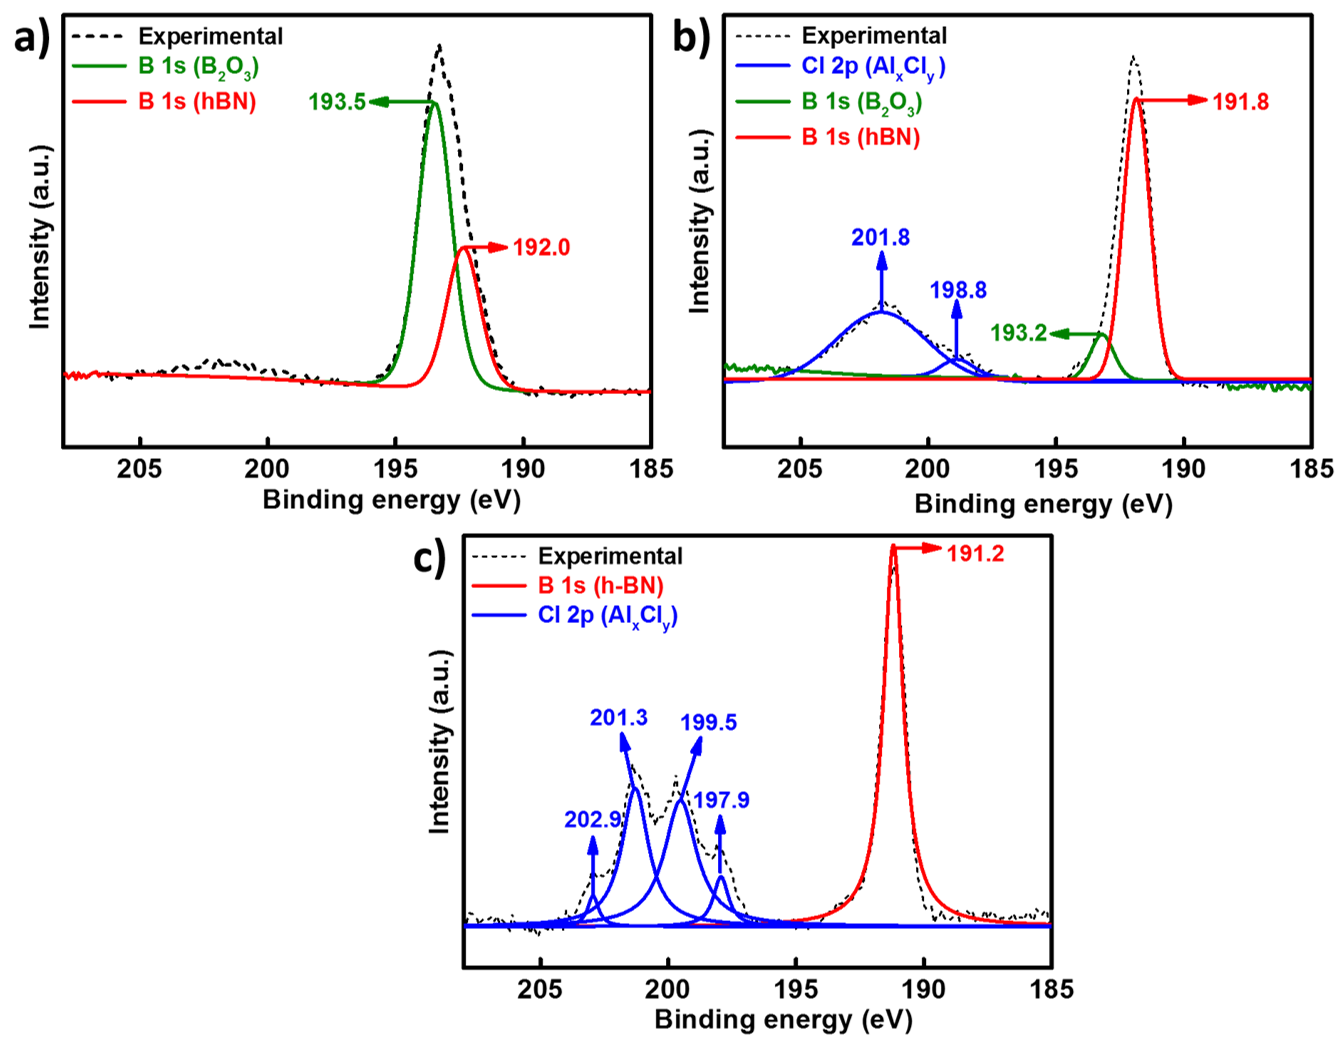 a)
Experimental
B 1s (B₂O₃)
B 1s (hBN)
193.5
192.0
Intensity (a.u.)
205 200 195 190 185
Binding energy (eV)
b)
Experimental
Cl 2p (AlₓClᵧ)
B 1s (B₂O₃)
B 1s (hBN)
191.8
201.8
198.8
193.2
Intensity (a.u.)
205 200 195 190 185
Binding energy (eV)
c)
Experimental
B 1s (h-BN)
Cl 2p (AlₓClᵧ)
191.2
201.3
199.5
202.9
197.9
Intensity (a.u.)
205 200 195 190 185
Binding energy (eV)